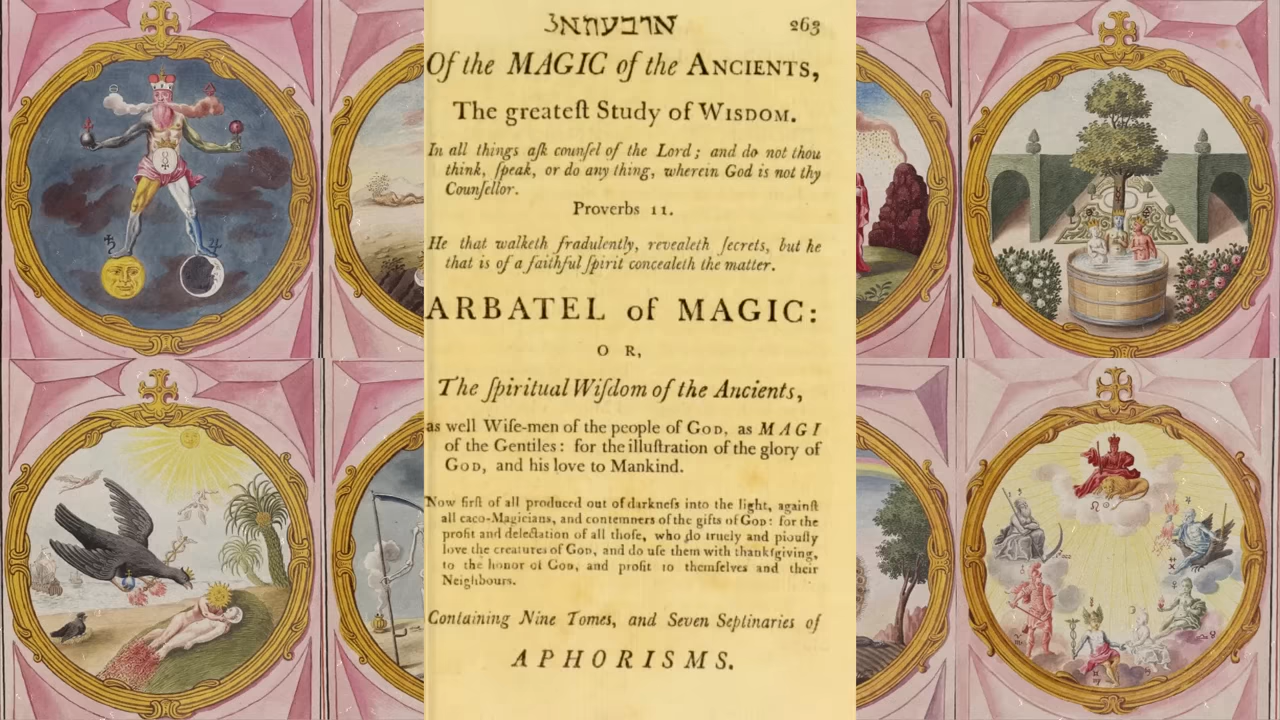 263
Of the MAGIC of the ANCIENTS,
The greateſt Study of WISDOM.
In all things aſk counſel of the Lord; and do not thou
think, ſpeak, or do any thing, wherein God is not thy
Counſellor.
Proverbs 11.
He that walketh fradulently, revealeth ſecrets, but he
that is of a faithful ſpirit concealeth the matter.
ARBATEL of MAGIC:
OR,
The ſpiritual Wiſdom of the Ancients,
as well Wiſe-men of the people of GOD, as MAGI
of the Gentiles: for the illuſtration of the glory of
GOD, and his love to Mankind.
Now firſt of all produced out of darkneſs into the light, againſt
all caco-Magicians, and contemners of the gifts of GOD: for the
profit and delectation of all thoſe, who do truely and piouſly
love the creatures of GOD, and do uſe them with thankſgiving,
to the honor of GOD, and profit to themſelves and their
Neighbours.
Containing Nine Tomes, and Seven Septinaries of
APHORISMS.